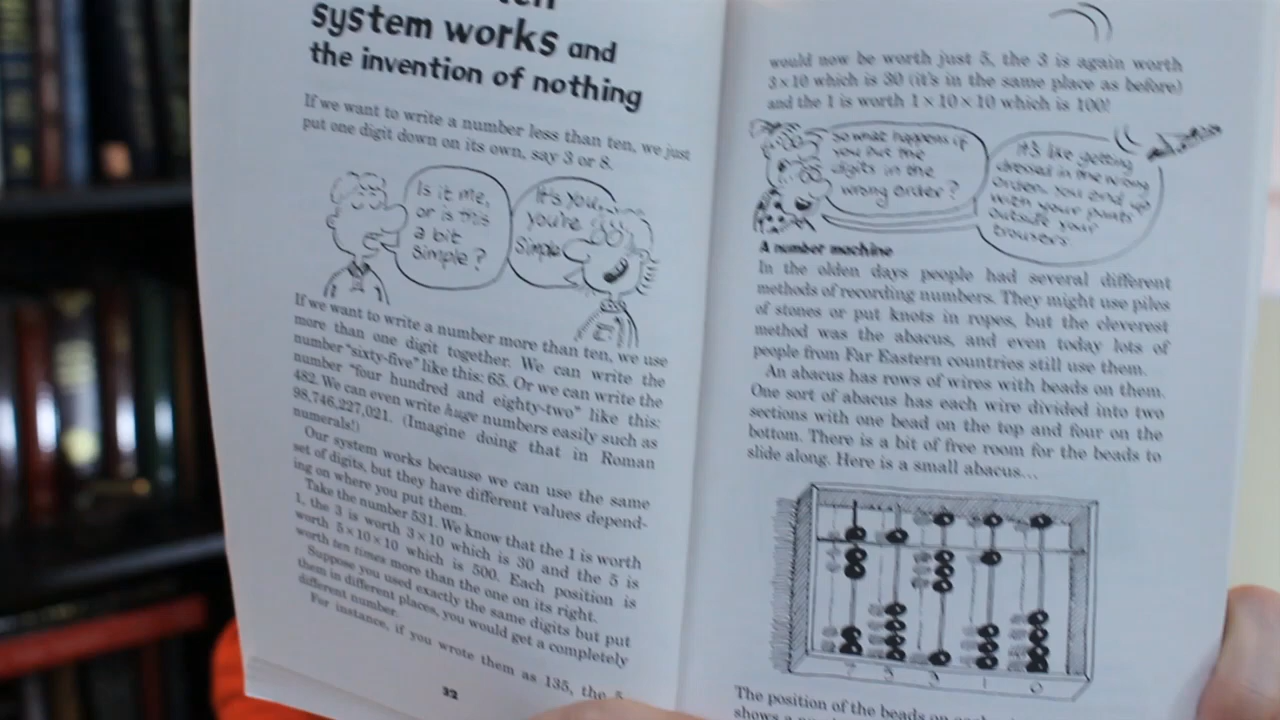 system works and
the invention of nothing
If we want to write a number less than ten, we just
put one digit down on its own, say 3 or 8.
Is it me,
or is this
a bit
simple?
It's you...
you're
simple
If we want to write a number more than ten, we use
more than one digit together. We can write the
number "sixty-five" like this: 65. Or we can write the
number "four hundred and eighty-two" like this:
482. We can even write huge numbers easily such as
98,746,227,021. (Imagine doing that in Roman
numerals!)
Our system works because we can use the same
set of digits, but they have different values depend-
ing on where you put them.
Take the number 531. We know that the 1 is worth
1, the 3 is worth 3×10 which is 30 and the 5 is
worth 5×10×10 which is 500. Each position is
worth ten times more than the one on its right.
Suppose you used exactly the same digits but put
them in different places, you would get a completely
different number.
For instance, if you wrote them as 135, the 5
32
would now be worth just 5, the 3 is again worth
3×10 which is 30 (it's in the same place as before)
and the 1 is worth 1×10×10 which is 100!
So what happens if
you put the
digits in the
wrong order?
It's like getting
dressed in the wrong
order. You end up
with your pants
outside your
trousers
A number machine
In the olden days people had several different
methods of recording numbers. They might use piles
of stones or put knots in ropes, but the cleverest
method was the abacus, and even today lots of
people from Far Eastern countries still use them.
An abacus has rows of wires with beads on them.
One sort of abacus has each wire divided into two
sections with one bead on the top and four on the
bottom. There is a bit of free room for the beads to
slide along. Here is a small abacus...
7 5 3 1 0
The position of the beads on
shows a